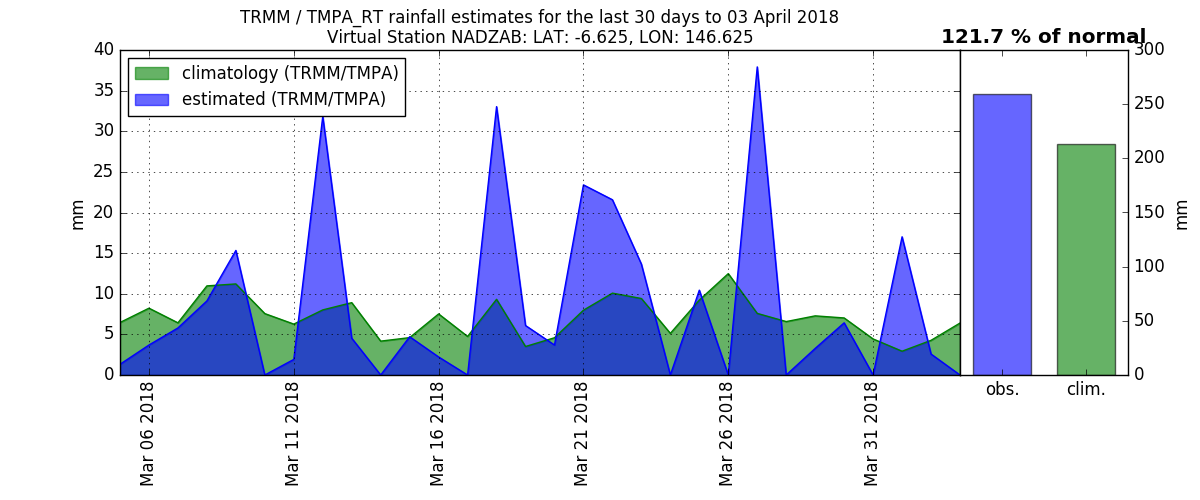 TRMM / TMPA_RT rainfall estimates for the last 30 days to 03 April 2018
Virtual Station NADZAB: LAT: -6.625, LON: 146.625
121.7 % of normal
climatology (TRMM/TMPA)
estimated (TRMM/TMPA)
40
35
30
25
20
15
10
5
0
mm
300
250
200
150
100
50
0
mm
Mar 06 2018
Mar 11 2018
Mar 16 2018
Mar 21 2018
Mar 26 2018
Mar 31 2018
obs.
clim.